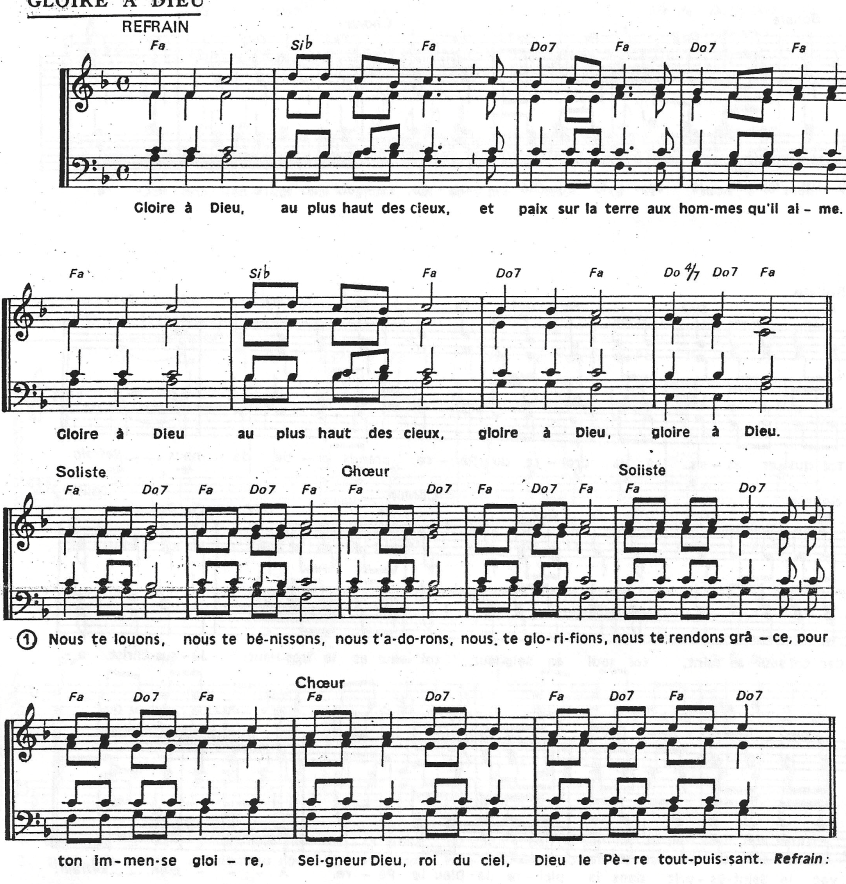 GLOIRE A DIEU
REFRAIN
Fa Sib Fa Do7 Fa Do7 Fa
Gloire à Dieu, au plus haut des cieux, et paix sur la terre aux hom-mes qu'il ai - me.
Fa Sib Fa Do7 Fa Do 4/7 Do7 Fa
Gloire à Dieu au plus haut des cieux, gloire à Dieu, gloire à Dieu.
Soliste Chœur Soliste
Fa Do7 Fa Do7 Fa Fa Do7 Fa Do7 Fa Fa Do7
① Nous te louons, nous te bé-nissons, nous t'a-do-rons, nous te glo-ri-fions, nous te rendons grâ - ce, pour
Chœur
Fa Do7 Fa Fa Do7 Fa Do7 Fa Do7
ton im-men-se gloi - re, Sei-gneur Dieu, roi du ciel, Dieu le Pè-re tout-puis-sant. Refrain: